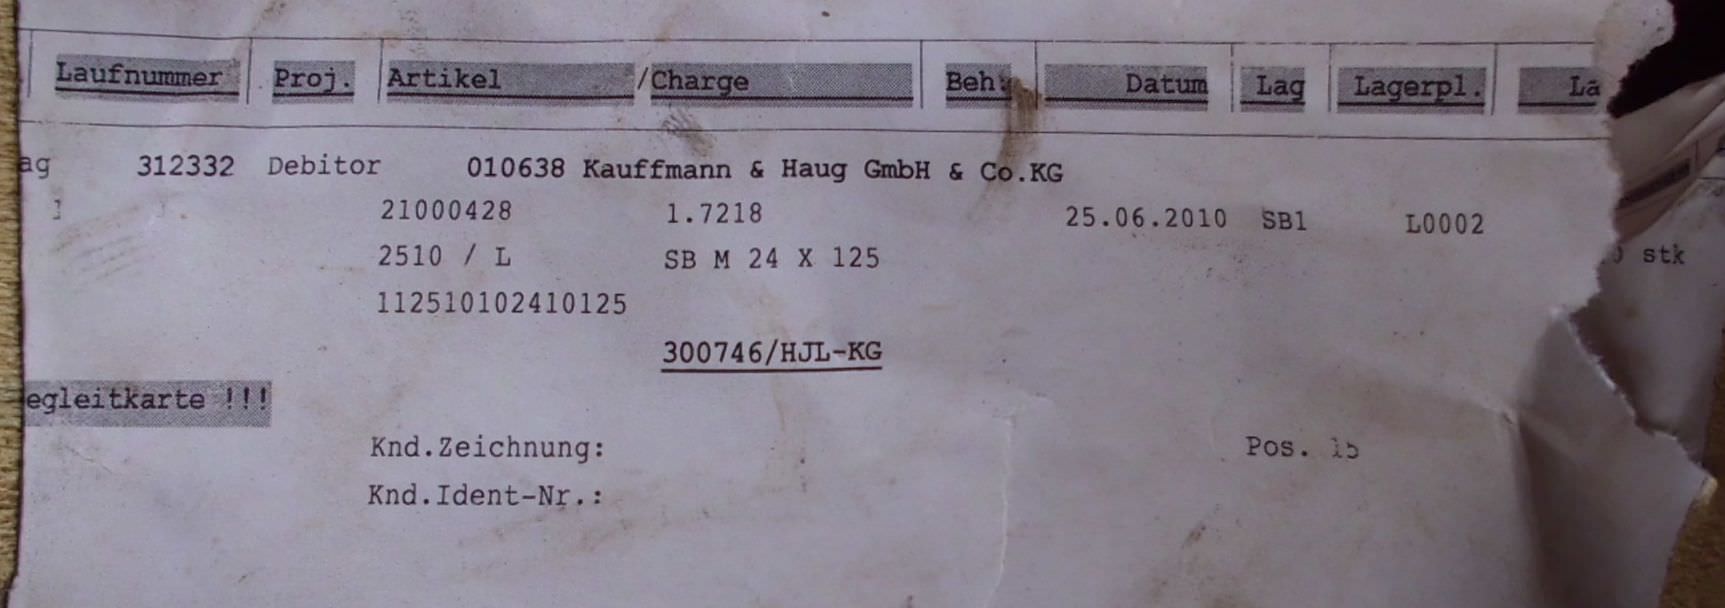 Laufnummer Proj. Artikel /Charge Beh. Datum Lag Lagerpl. La
ag 312332 Debitor 010638 Kauffmann & Haug GmbH & Co.KG
21000428 1.7218 25.06.2010 SB1 L0002
2510 / L SB M 24 X 125 stk
112510102410125
300746/HJL-KG
egleitkarte !!!
Knd.Zeichnung: Pos. 15
Knd.Ident-Nr.: